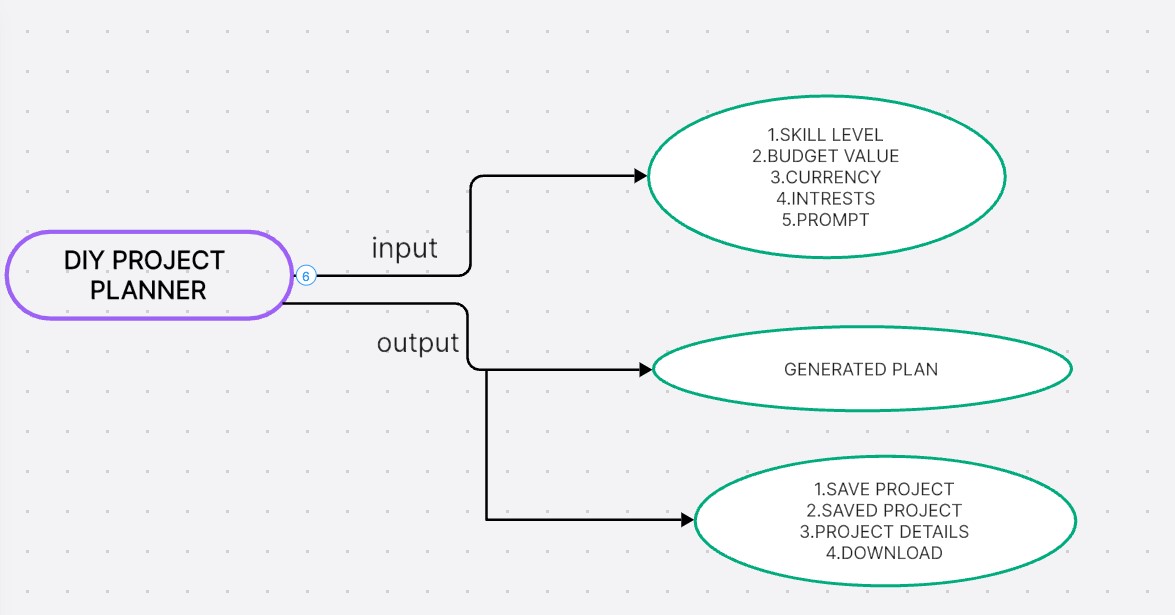 DIY PROJECT
PLANNER
6
input
1.SKILL LEVEL
2.BUDGET VALUE
3.CURRENCY
4.INTRESTS
5.PROMPT
output
GENERATED PLAN
1.SAVE PROJECT
2.SAVED PROJECT
3.PROJECT DETAILS
4.DOWNLOAD